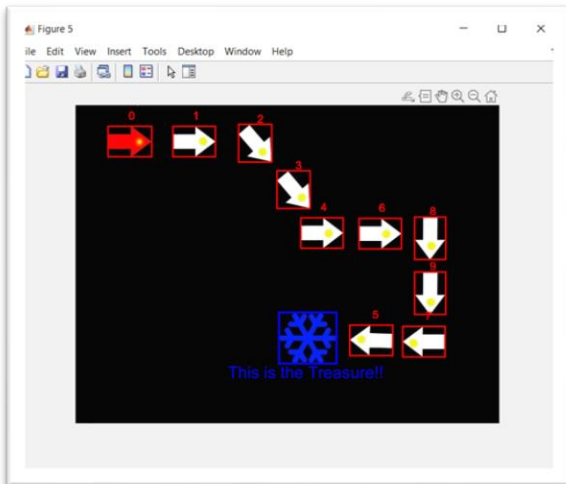 Figure 5
ile Edit View Insert Tools Desktop Window Help
0 1 2
3
4 6 8
9
5 7
This is the Treasure!!